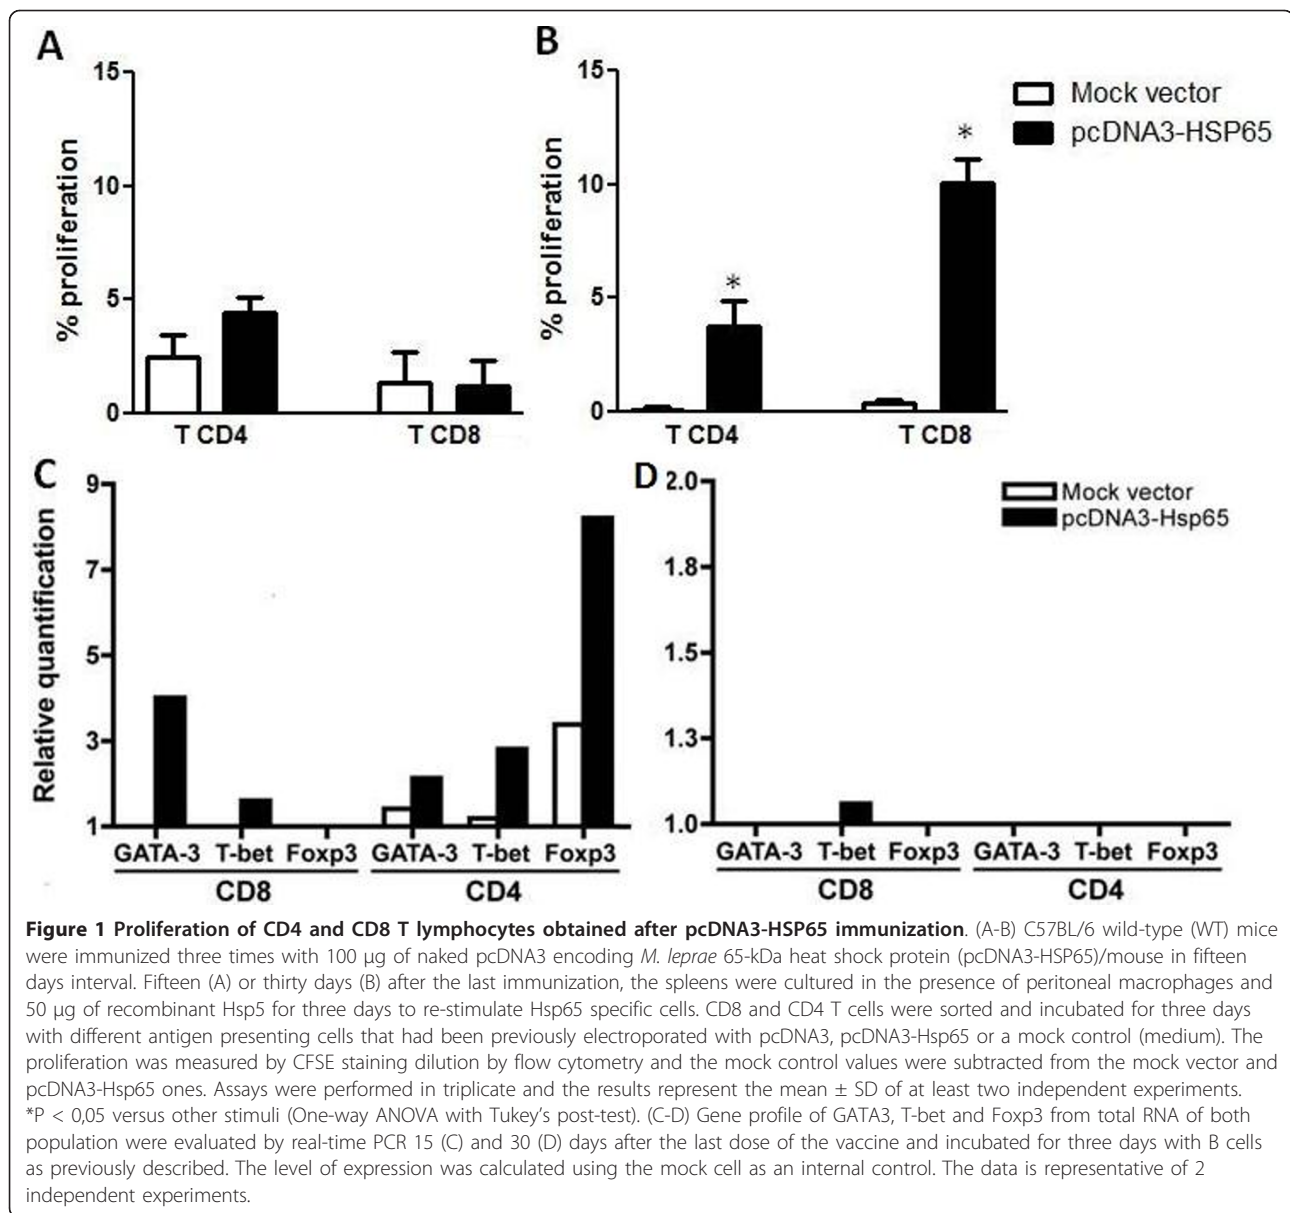 A
15
10
5
0
% proliferation
T CD4
T CD8
B
15
10
5
0
% proliferation
*
*
T CD4
T CD8
Mock vector
pcDNA3-HSP65
C
9
7
5
3
1
Relative quantification
GATA-3 T-bet Foxp3 GATA-3 T-bet Foxp3
CD8 CD4
D
2.0
1.8
1.5
1.3
1.0
Mock vector
pcDNA3-Hsp65
GATA-3 T-bet Foxp3 GATA-3 T-bet Foxp3
CD8 CD4
Figure 1 Proliferation of CD4 and CD8 T lymphocytes obtained after pcDNA3-HSP65 immunization. (A-B) C57BL/6 wild-type (WT) mice
were immunized three times with 100 μg of naked pcDNA3 encoding M. leprae 65-kDa heat shock protein (pcDNA3-HSP65)/mouse in fifteen
days interval. Fifteen (A) or thirty days (B) after the last immunization, the spleens were cultured in the presence of peritoneal macrophages and
50 μg of recombinant Hsp5 for three days to re-stimulate Hsp65 specific cells. CD8 and CD4 T cells were sorted and incubated for three days
with different antigen presenting cells that had been previously electroporated with pcDNA3, pcDNA3-Hsp65 or a mock control (medium). The
proliferation was measured by CFSE staining dilution by flow cytometry and the mock control values were subtracted from the mock vector and
pcDNA3-Hsp65 ones. Assays were performed in triplicate and the results represent the mean ± SD of at least two independent experiments.
*P < 0,05 versus other stimuli (One-way ANOVA with Tukey's post-test). (C-D) Gene profile of GATA3, T-bet and Foxp3 from total RNA of both
population were evaluated by real-time PCR 15 (C) and 30 (D) days after the last dose of the vaccine and incubated for three days with B cells
as previously described. The level of expression was calculated using the mock cell as an internal control. The data is representative of 2
independent experiments.